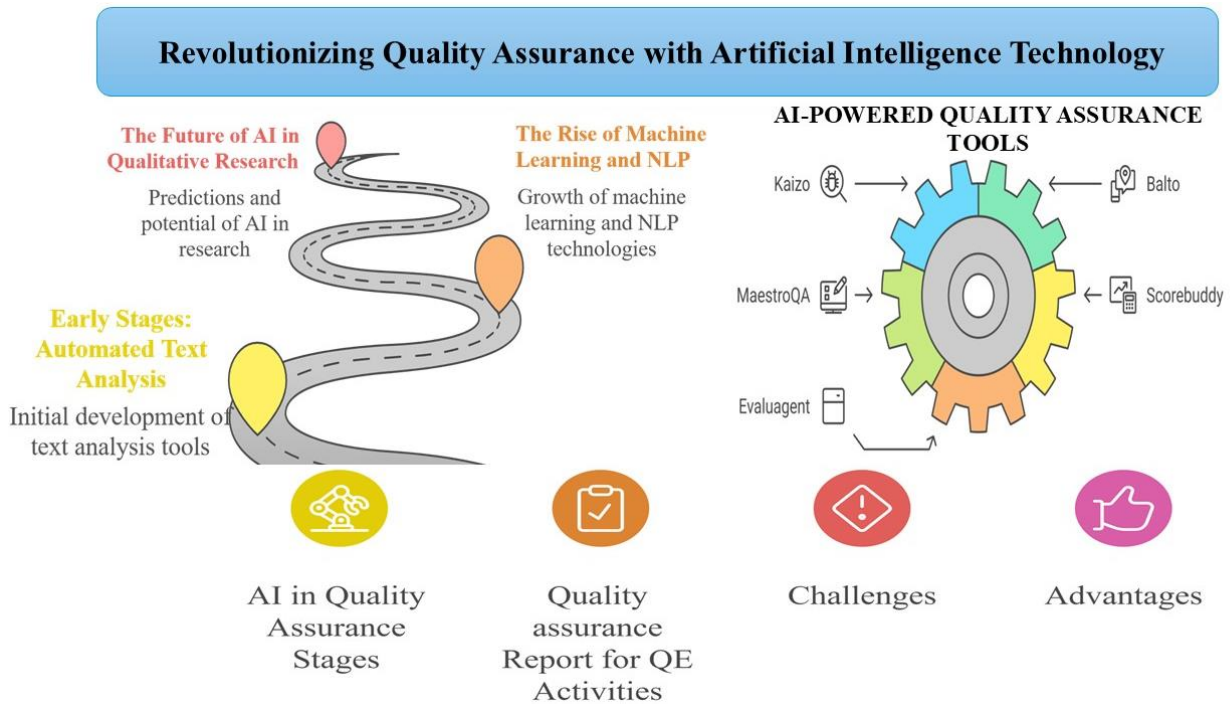 Revolutionizing Quality Assurance with Artificial Intelligence Technology
The Future of AI in
Qualitative Research
Predictions and
potential of AI in
research
The Rise of Machine
Learning and NLP
Growth of machine
learning and NLP
technologies
Early Stages:
Automated Text
Analysis
Initial development of
text analysis tools
AI-POWERED QUALITY ASSURANCE
TOOLS
Kaizo
Balto
MaestroQA
Scorebuddy
Evaluagent
AI in Quality
Assurance
Stages
Quality
assurance
Report for QE
Activities
Challenges
Advantages